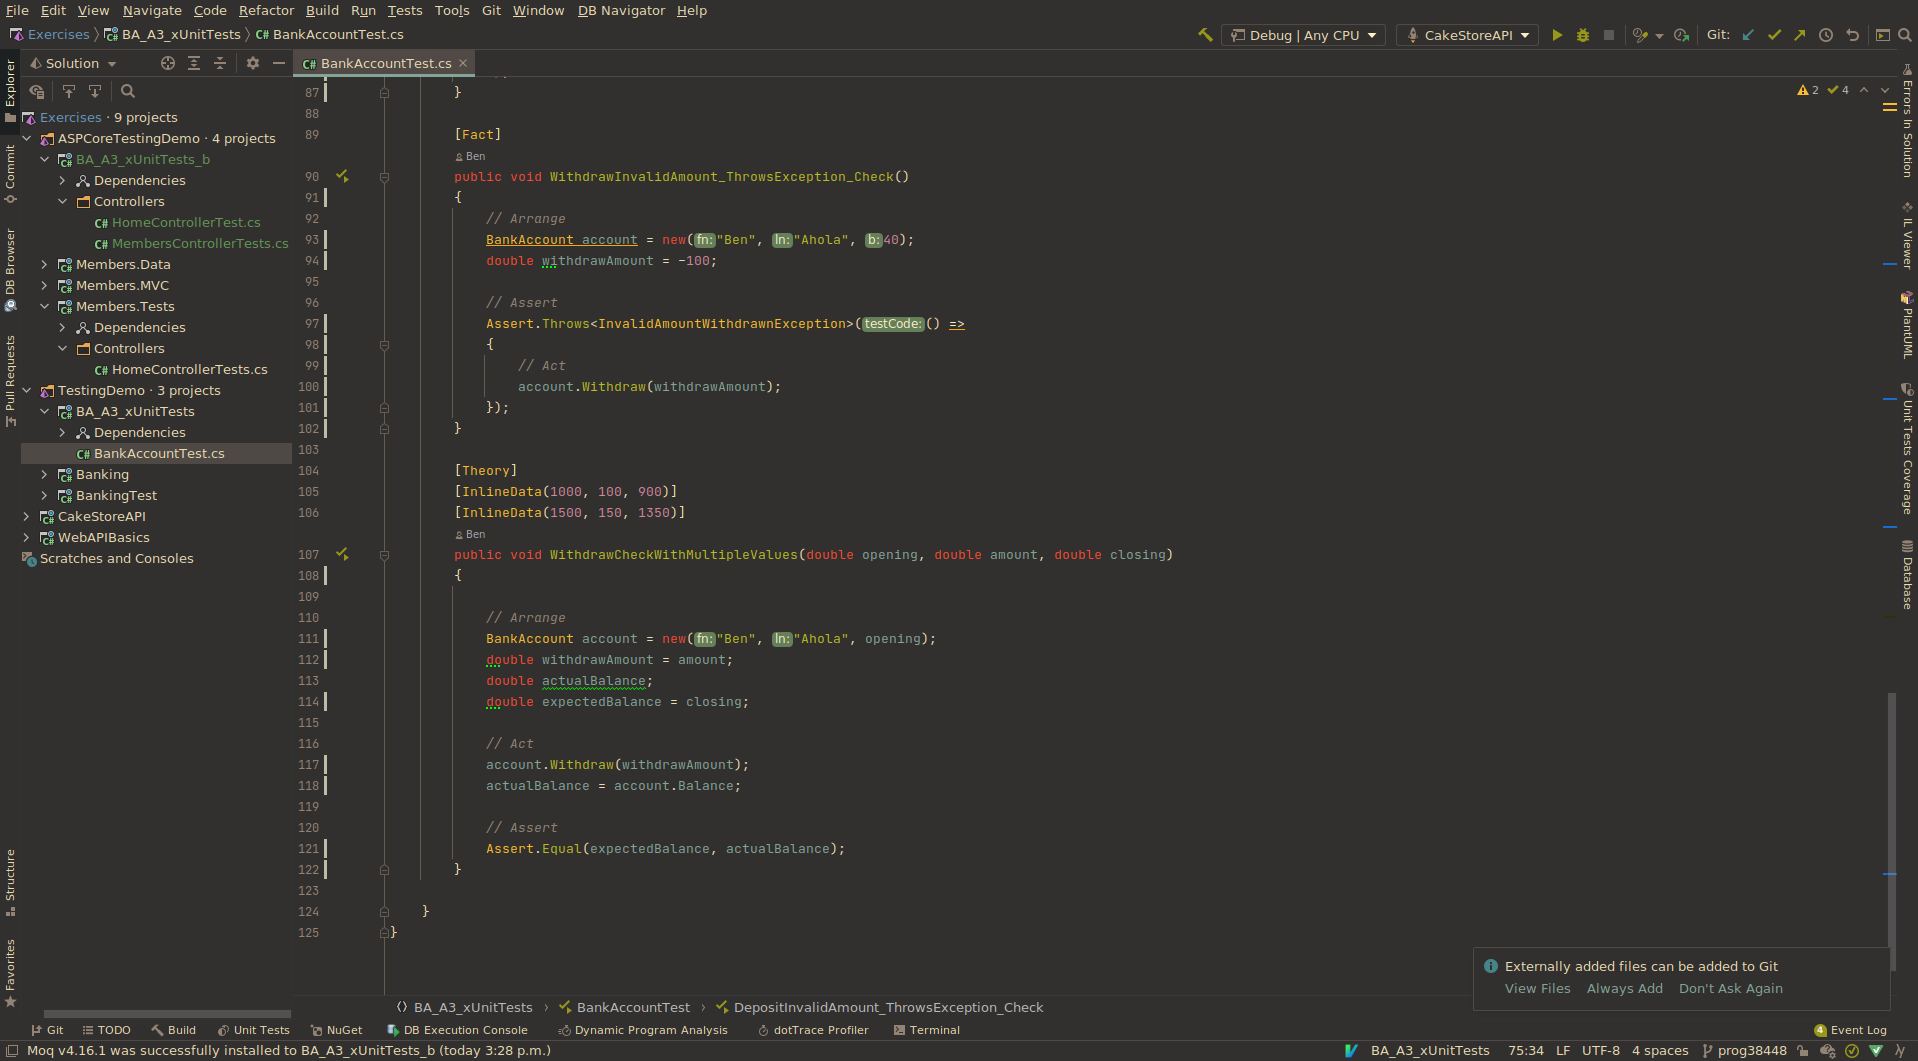 File Edit View Navigate Code Refactor Build Run Tests Tools Git Window DB Navigator Help
Exercises BA_A3_xUnitTests C# BankAccountTest.cs
Debug | Any CPU CakeStoreAPI Git:
Solution
C# BankAccountTest.cs
Exercises · 9 projects
ASPCoreTestingDemo · 4 projects
BA_A3_xUnitTests_b
Dependencies
Controllers
C# HomeControllerTest.cs
C# MembersControllerTests.cs
Members.Data
Members.MVC
Members.Tests
Dependencies
Controllers
C# HomeControllerTests.cs
TestingDemo · 3 projects
BA_A3_xUnitTests
Dependencies
C# BankAccountTest.cs
Banking
BankingTest
CakeStoreAPI
WebAPIBasics
Scratches and Consoles
Explorer
Commit
DB Browser
Pull Requests
Structure
Favorites
87 }
88
89 [Fact]
Ben
90 public void WithdrawInvalidAmount_ThrowsException_Check()
91 {
92 // Arrange
93 BankAccount account = new(fn:"Ben", ln:"Ahola", b:40);
94 double withdrawAmount = -100;
95
96 // Assert
97 Assert.Throws<InvalidAmountWithdrawnException>(testCode:() =>
98 {
99 // Act
100 account.Withdraw(withdrawAmount);
101 });
102 }
103
104 [Theory]
105 [InlineData(1000, 100, 900)]
106 [InlineData(1500, 150, 1350)]
Ben
107 public void WithdrawCheckWithMultipleValues(double opening, double amount, double closing)
108 {
109
110 // Arrange
111 BankAccount account = new(fn:"Ben", ln:"Ahola", opening);
112 double withdrawAmount = amount;
113 double actualBalance;
114 double expectedBalance = closing;
115
116 // Act
117 account.Withdraw(withdrawAmount);
118 actualBalance = account.Balance;
119
120 // Assert
121 Assert.Equal(expectedBalance, actualBalance);
122 }
123
124 }
125 }
2 4
Errors In Solution
IL Viewer
PlantUML
Unit Tests Coverage
Database
Externally added files can be added to Git
View Files Always Add Don't Ask Again
BA_A3_xUnitTests BankAccountTest DepositInvalidAmount_ThrowsException_Check
Git TODO Build Unit Tests NuGet DB Execution Console Dynamic Program Analysis dotTrace Profiler Terminal 4 Event Log
Moq v4.16.1 was successfully installed to BA_A3_xUnitTests_b (today 3:28 p.m.) BA_A3_xUnitTests 75:34 LF UTF-8 4 spaces prog38448